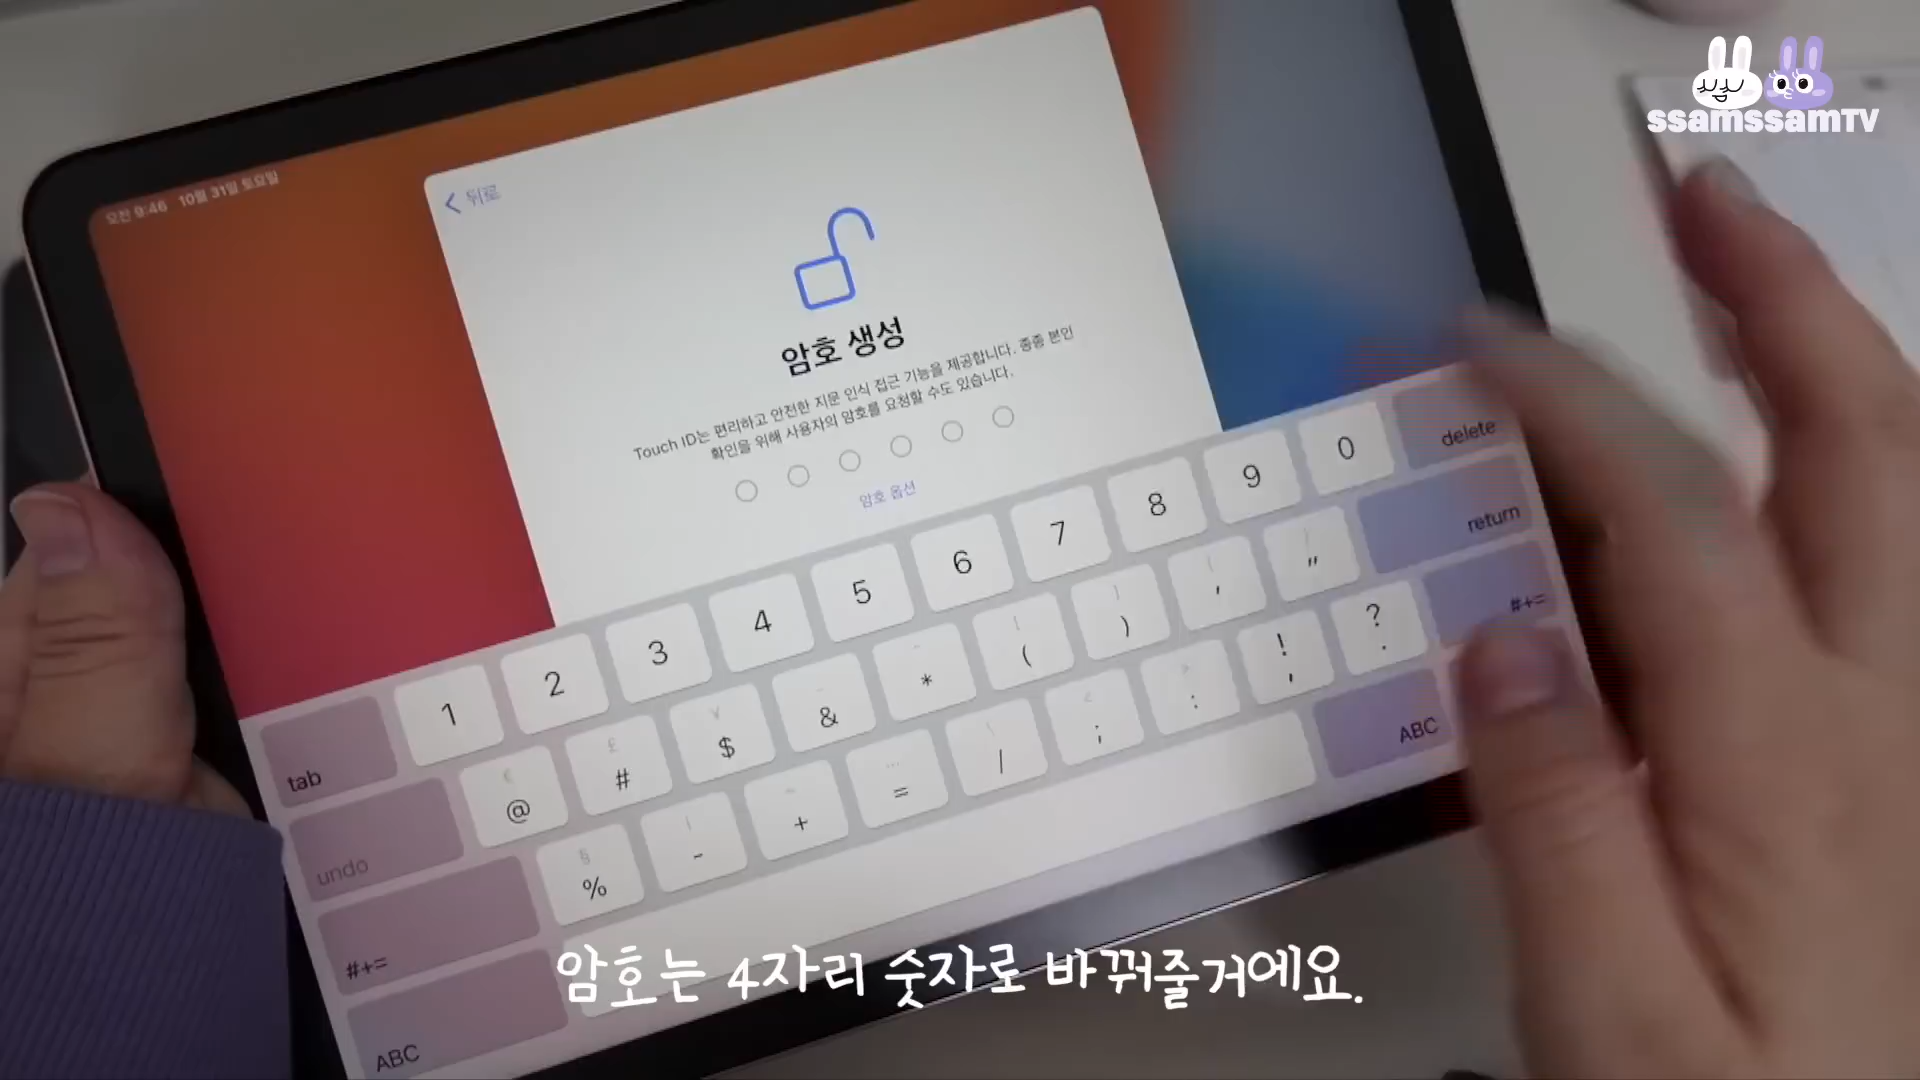 ssamssamTV
오전 9:46 10월 31일 토요일
뒤로
암호 생성
Touch ID는 편리하고 안전한 지문 인식 접근 기능을 제공합니다. 종종 본인
확인을 위해 사용자의 암호를 요청할 수도 있습니다.
암호 옵션
tab 1 2 3 4 5 6 7 8 9 0 delete
undo @ # $ & * ( ) ' " return
#+= % - + = / ; : ! , ? . #+=
ABC ABC
암호는 4자리 숫자로 바꿔줄거에요.